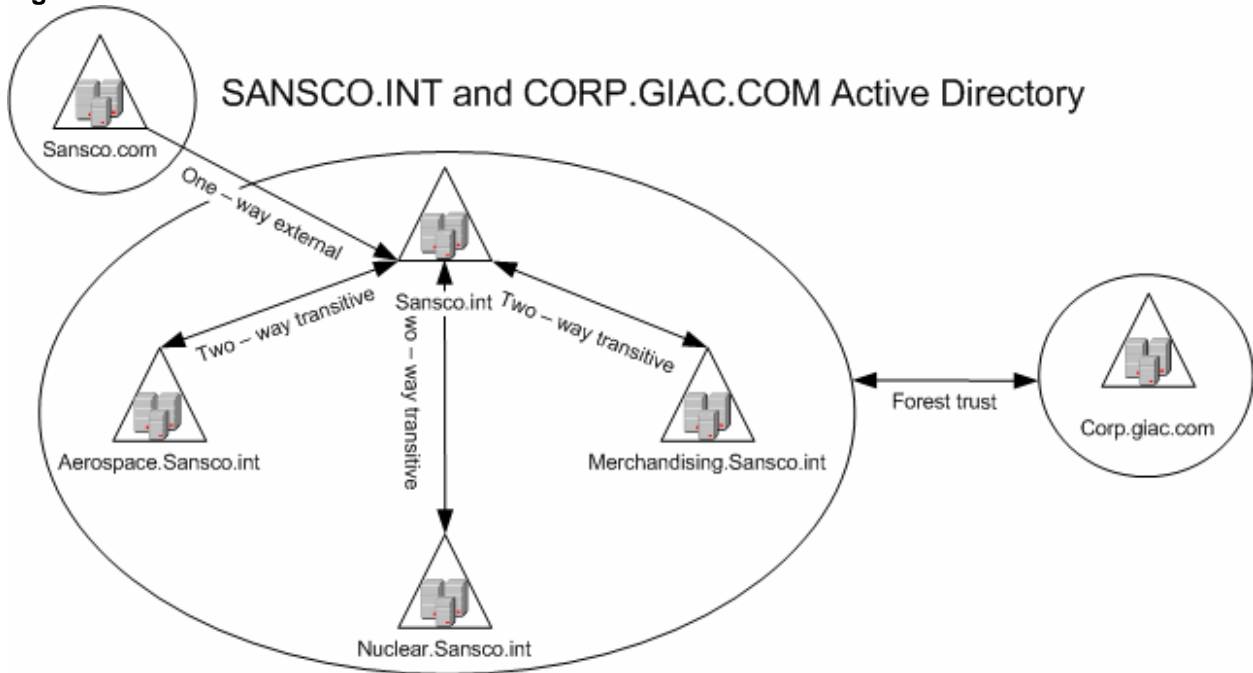 SANSCO.INT and CORP.GIAC.COM Active Directory
Sansco.com
One – way external
Sansco.int
Two – way transitive
wo – way transitive
Two – way transitive
Forest trust
Corp.giac.com
Aerospace.Sansco.int
Merchandising.Sansco.int
Nuclear.Sansco.int